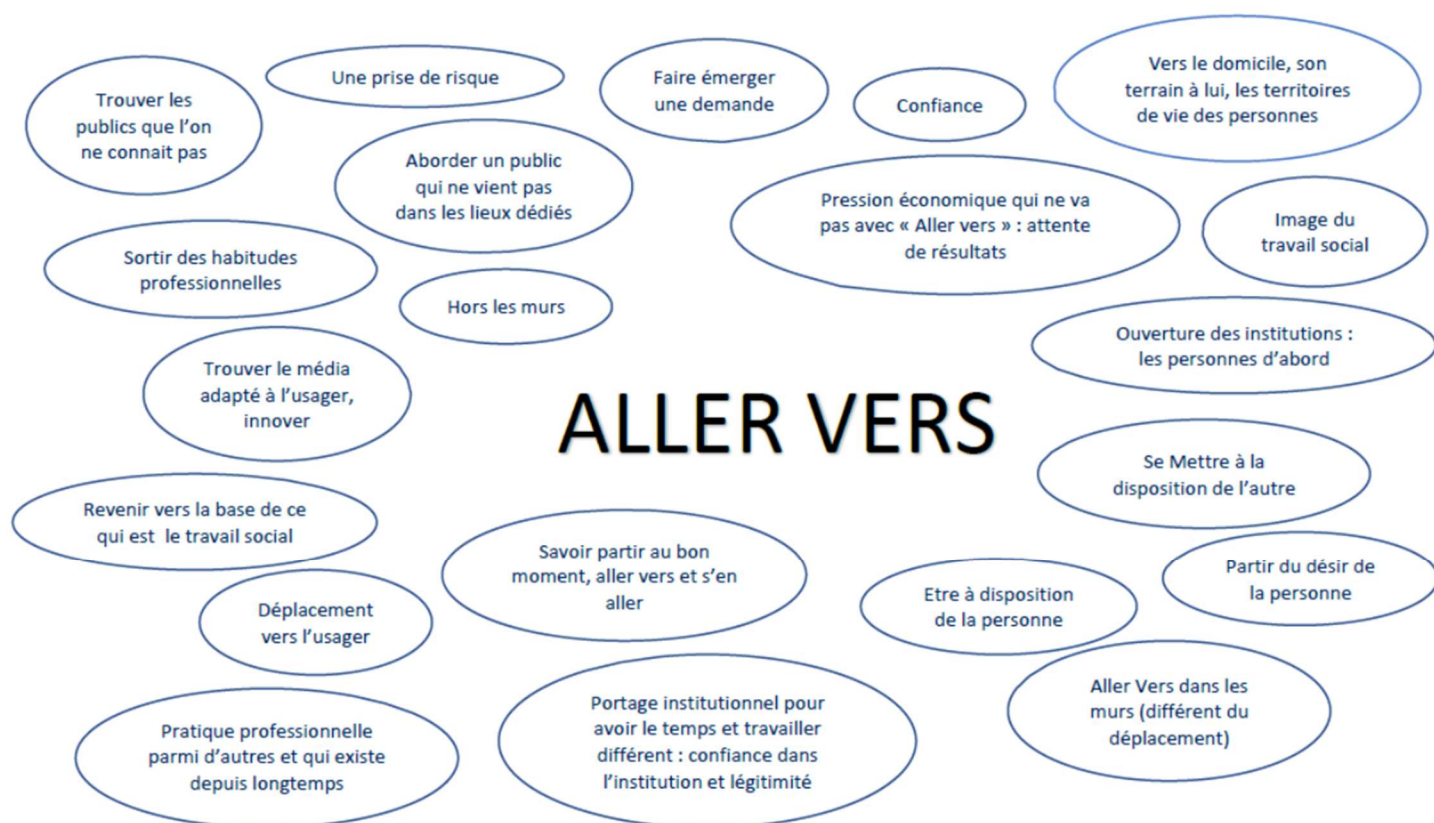 Une prise de risque
Faire émerger
une demande
Confiance
Vers le domicile, son
terrain à lui, les territoires
de vie des personnes
Trouver les
publics que l'on
ne connait pas
Aborder un public
qui ne vient pas
dans les lieux dédiés
Pression économique qui ne va
pas avec « Aller vers » : attente
de résultats
Image du
travail social
Sortir des habitudes
professionnelles
Hors les murs
Ouverture des institutions :
les personnes d'abord
Trouver le média
adapté à l'usager,
innover
ALLER VERS
Se Mettre à la
disposition de l'autre
Revenir vers la base de ce
qui est le travail social
Savoir partir au bon
moment, aller vers et s'en
aller
Partir du désir de
la personne
Déplacement
vers l'usager
Etre à disposition
de la personne
Pratique professionnelle
parmi d'autres et qui existe
depuis longtemps
Portage institutionnel pour
avoir le temps et travailler
différent : confiance dans
l'institution et légitimité
Aller Vers dans les
murs (différent du
déplacement)